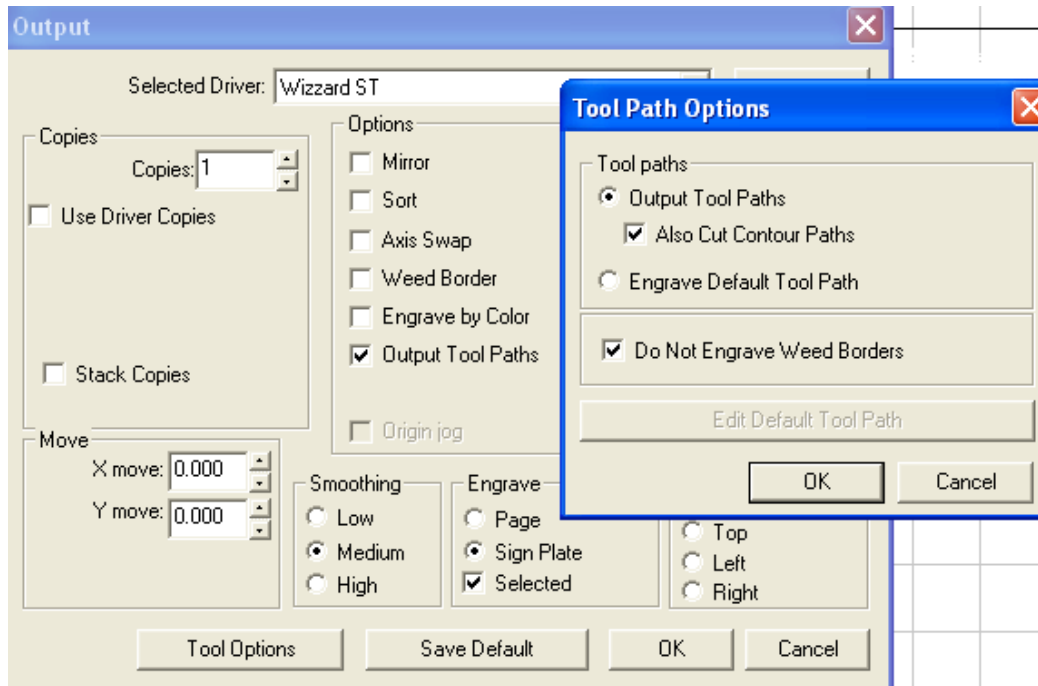 Output
Selected Driver: Wizzard ST
Copies
Copies: 1
Use Driver Copies
Stack Copies
Options
Mirror
Sort
Axis Swap
Weed Border
Engrave by Color
Output Tool Paths
Origin jog
Move
X move: 0.000
Y move: 0.000
Smoothing
Low
Medium
High
Engrave
Page
Sign Plate
Selected
Top
Left
Right
Tool Options
Save Default
OK
Cancel
Tool Path Options
Tool paths
Output Tool Paths
Also Cut Contour Paths
Engrave Default Tool Path
Do Not Engrave Weed Borders
Edit Default Tool Path
OK
Cancel